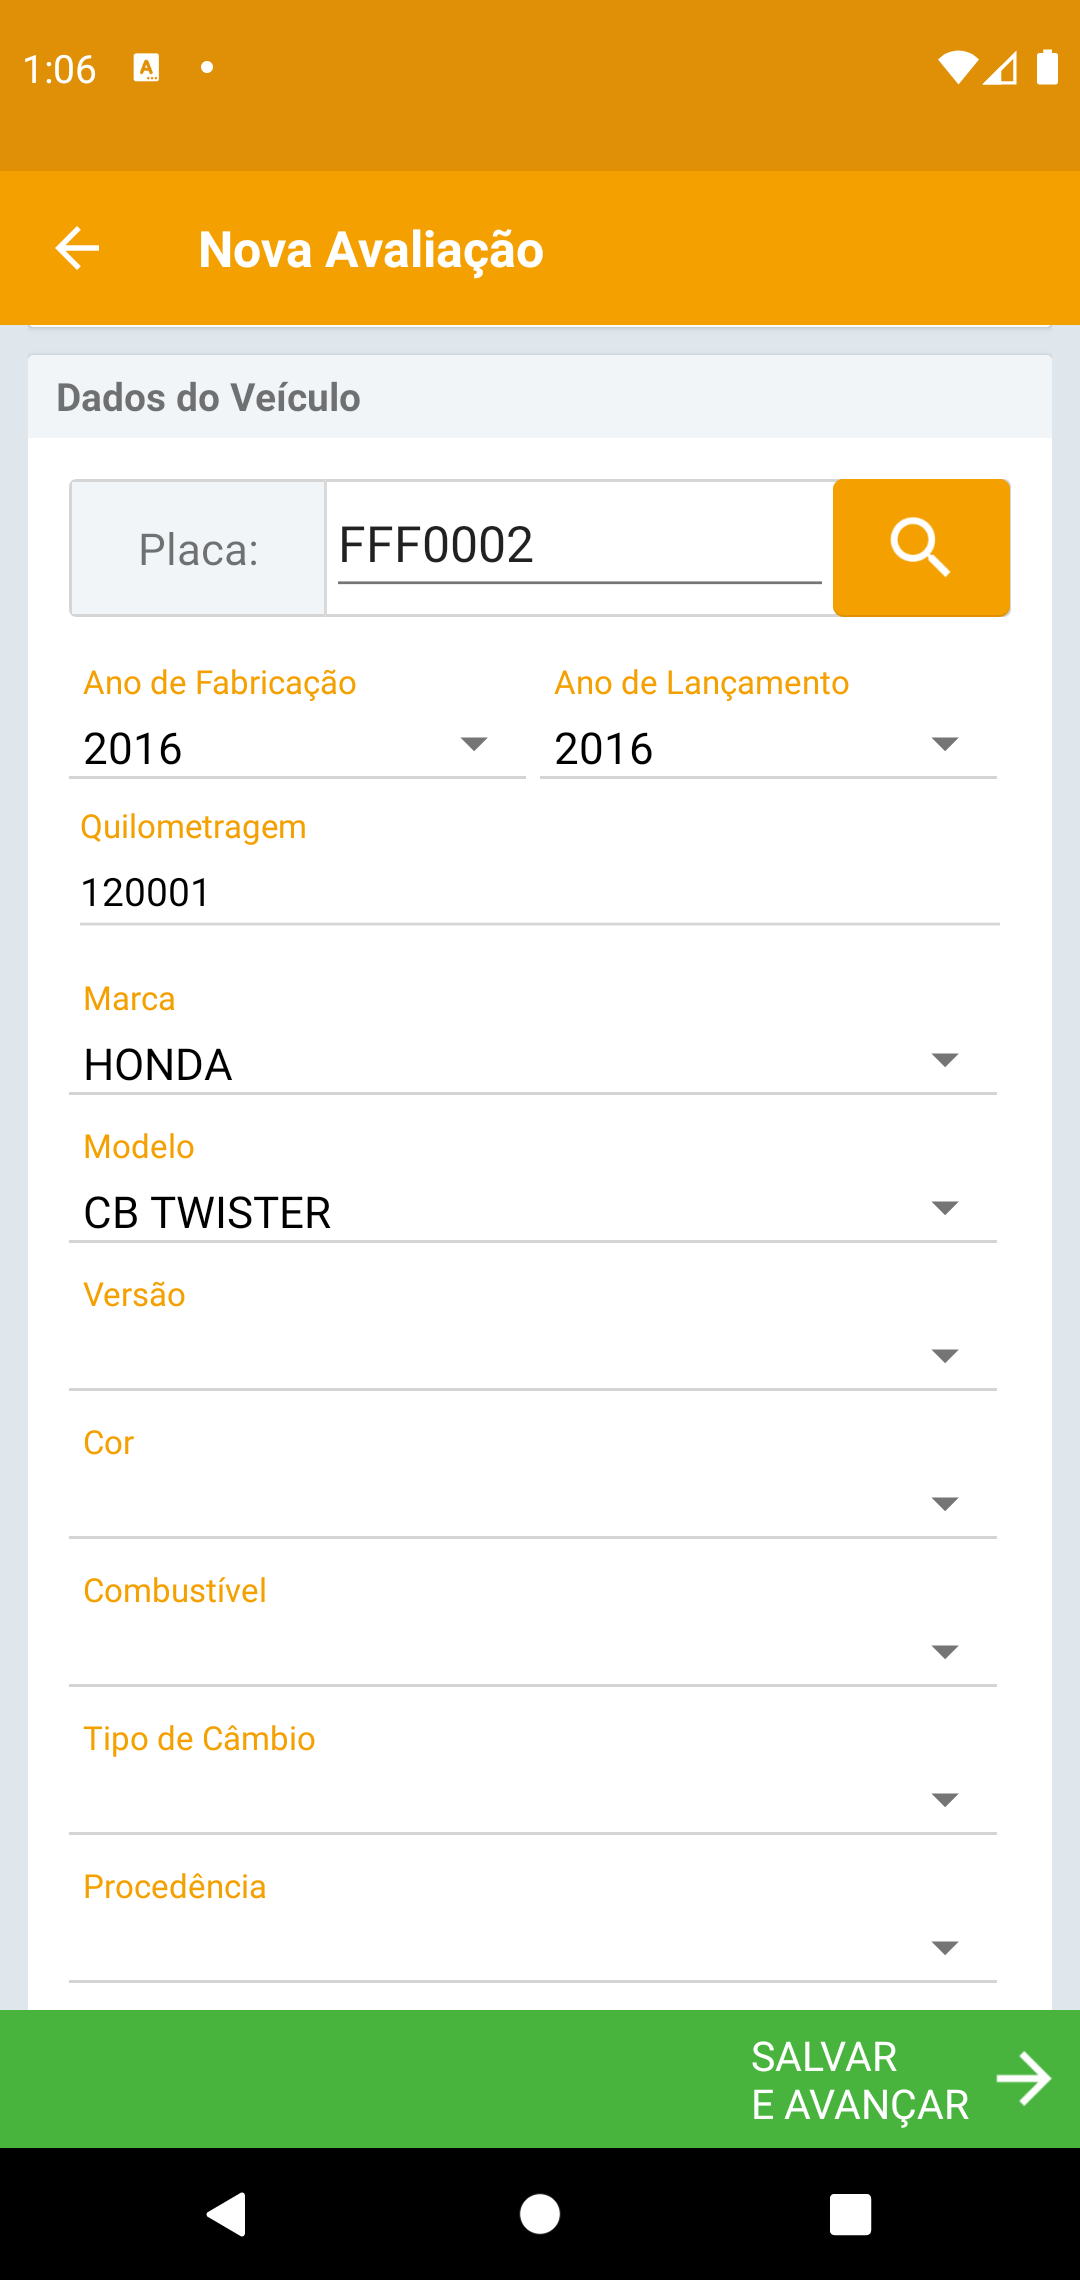 1:06
Nova Avaliação
Dados do Veículo
Placa: FFF0002
Ano de Fabricação Ano de Lançamento
2016 2016
Quilometragem
120001
Marca
HONDA
Modelo
CB TWISTER
Versão
Cor
Combustível
Tipo de Câmbio
Procedência
SALVAR
E AVANÇAR